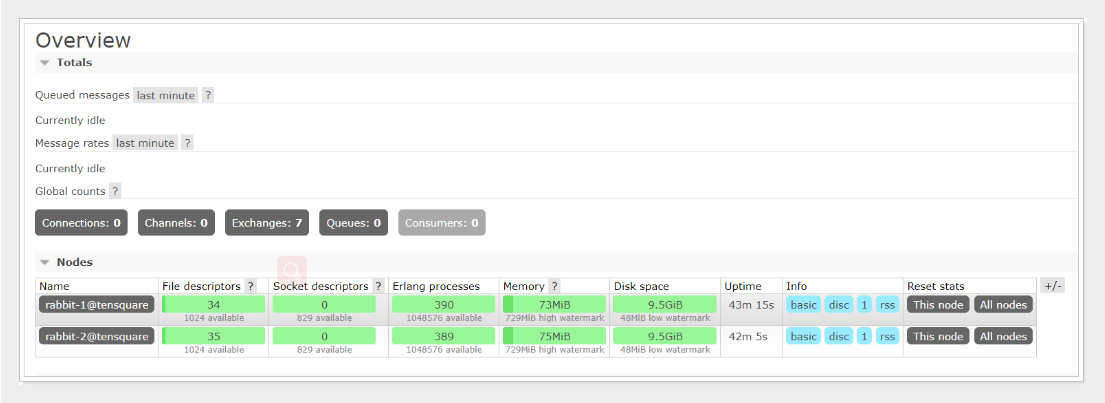 Overview
Totals
Queued messages last minute ?
Currently idle
Message rates last minute ?
Currently idle
Global counts ?
Connections: 0 Channels: 0 Exchanges: 7 Queues: 0 Consumers: 0
Nodes
Name File descriptors ? Socket descriptors ? Erlang processes Memory ? Disk space Uptime Info Reset stats +/-
rabbit-1@tensquare 34 0 390 73MiB 9.5GiB 43m 15s basic disc 1 rss This node All nodes
1024 available 829 available 1048576 available 729MiB high watermark 48MiB low watermark
rabbit-2@tensquare 35 0 389 75MiB 9.5GiB 42m 5s basic disc 1 rss This node All nodes
1024 available 829 available 1048576 available 729MiB high watermark 48MiB low watermark